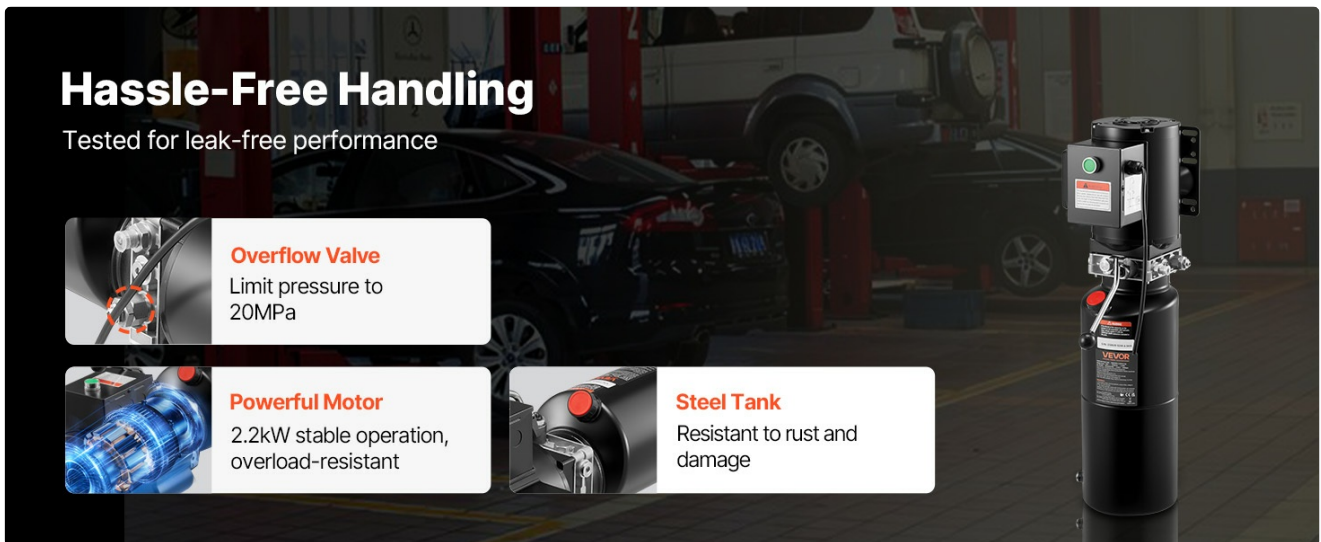 Hassle-Free Handling
Tested for leak-free performance
Overflow Valve
Limit pressure to
20MPa
Powerful Motor
2.2kW stable operation,
overload-resistant
Steel Tank
Resistant to rust and
damage
VEVOR